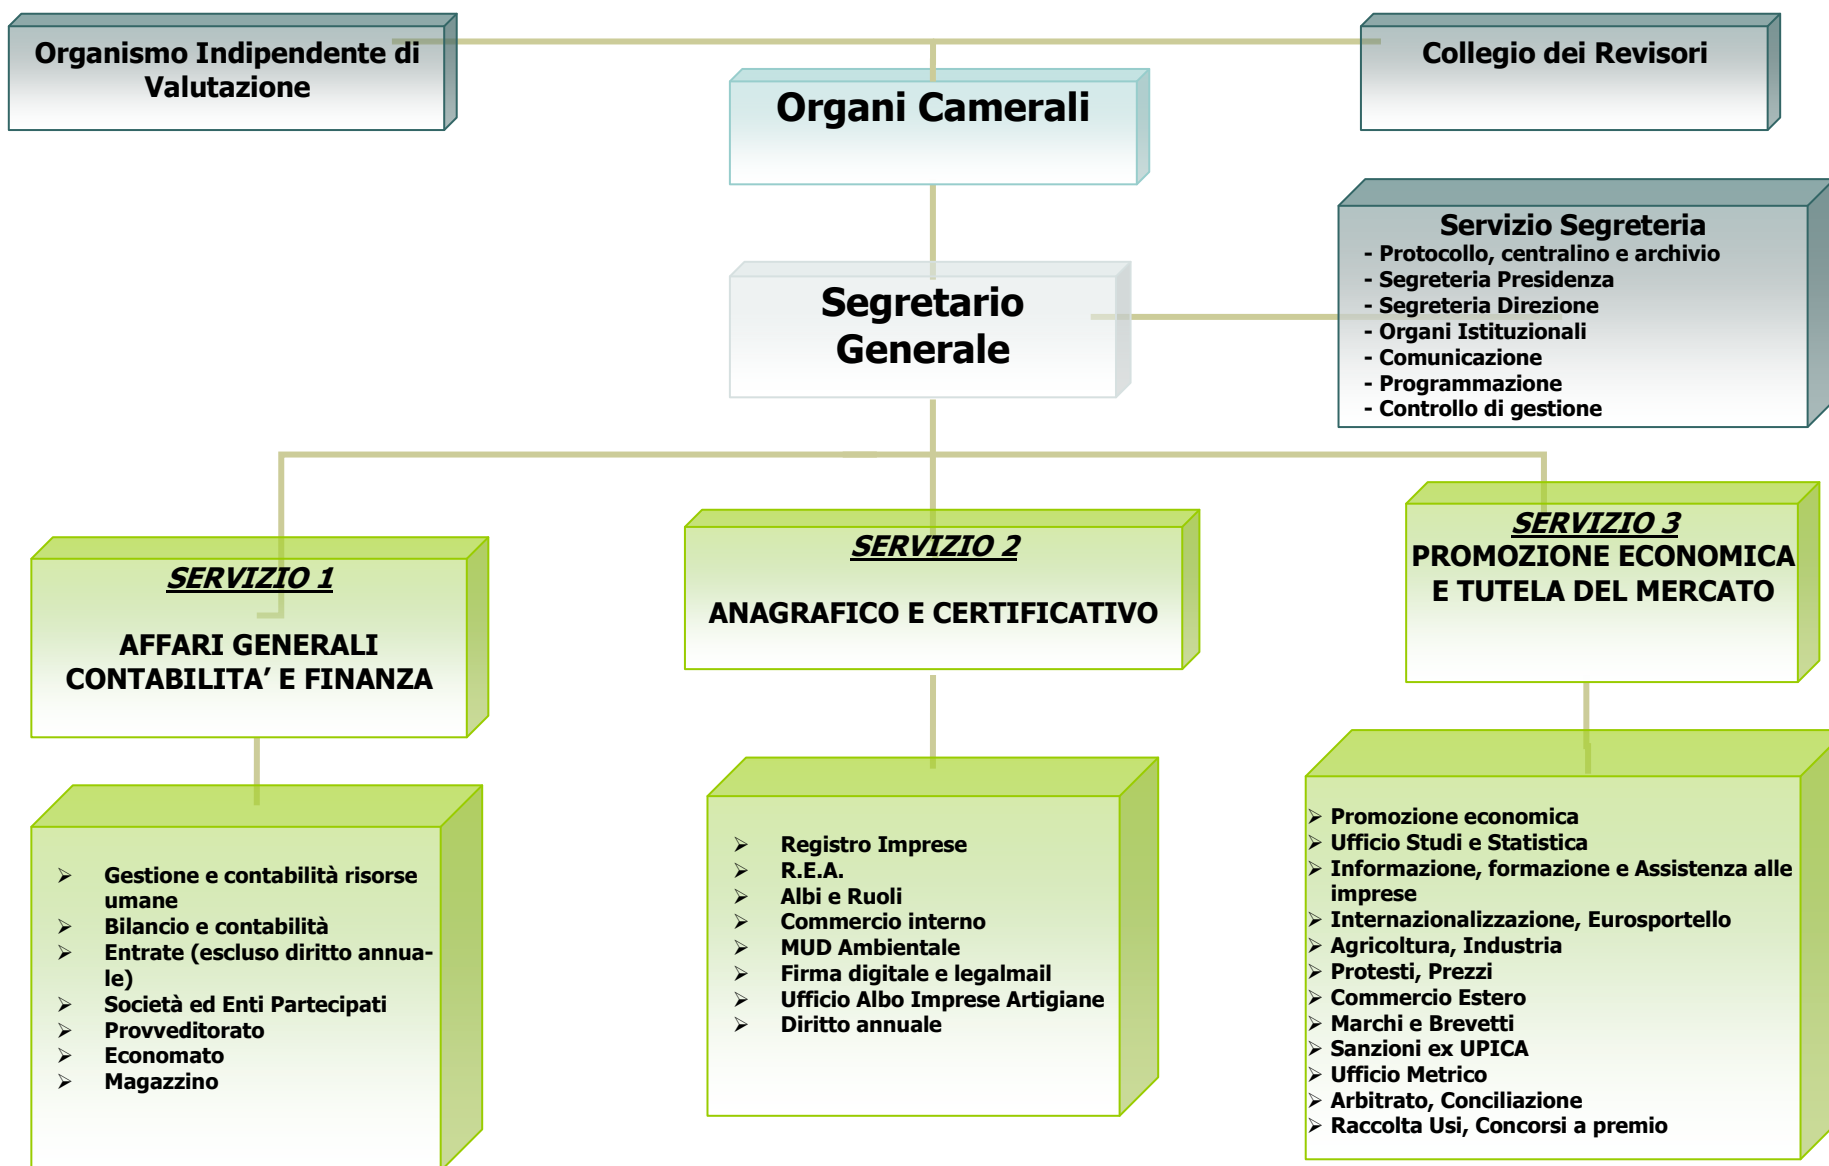 Organismo Indipendente di
Valutazione
Collegio dei Revisori
Organi Camerali
Servizio Segreteria
- Protocollo, centralino e archivio
- Segreteria Presidenza
- Segreteria Direzione
- Organi Istituzionali
- Comunicazione
- Programmazione
- Controllo di gestione
Segretario
Generale
SERVIZIO 1
AFFARI GENERALI
CONTABILITA’ E FINANZA
SERVIZIO 2
ANAGRAFICO E CERTIFICATIVO
SERVIZIO 3
PROMOZIONE ECONOMICA
E TUTELA DEL MERCATO
➢ Gestione e contabilità risorse
umane
➢ Bilancio e contabilità
➢ Entrate (escluso diritto annua-
le)
➢ Società ed Enti Partecipati
➢ Provveditorato
➢ Economato
➢ Magazzino
➢ Registro Imprese
➢ R.E.A.
➢ Albi e Ruoli
➢ Commercio interno
➢ MUD Ambientale
➢ Firma digitale e legalmail
➢ Ufficio Albo Imprese Artigiane
➢ Diritto annuale
➢ Promozione economica
➢ Ufficio Studi e Statistica
➢ Informazione, formazione e Assistenza alle
imprese
➢ Internazionalizzazione, Eurosportello
➢ Agricoltura, Industria
➢ Protesti, Prezzi
➢ Commercio Estero
➢ Marchi e Brevetti
➢ Sanzioni ex UPICA
➢ Ufficio Metrico
➢ Arbitrato, Conciliazione
➢ Raccolta Usi, Concorsi a premio